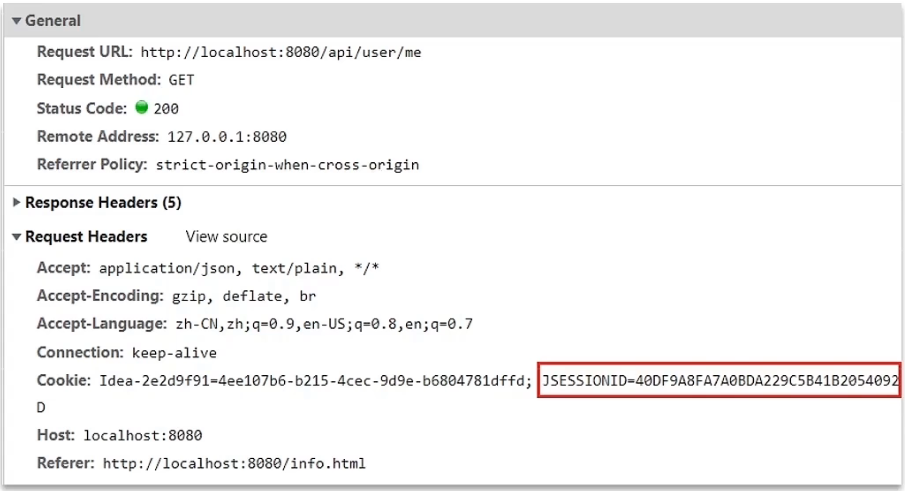 General
Request URL: http://localhost:8080/api/user/me
Request Method: GET
Status Code: 200
Remote Address: 127.0.0.1:8080
Referrer Policy: strict-origin-when-cross-origin
Response Headers (5)
Request Headers View source
Accept: application/json, text/plain, */*
Accept-Encoding: gzip, deflate, br
Accept-Language: zh-CN,zh;q=0.9,en-US;q=0.8,en;q=0.7
Connection: keep-alive
Cookie: Idea-2e2d9f91=4ee107b6-b215-4cec-9d9e-b6804781dffd; JSESSIONID=40DF9A8FA7A0BDA229C5B41B2054092
D
Host: localhost:8080
Referer: http://localhost:8080/info.html